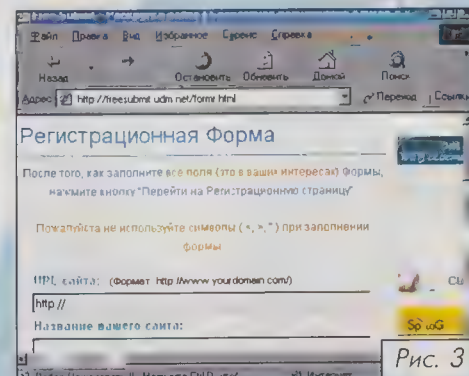 Файл Правка Вид Избранное Сервис Справка
Назад Остановить Обновить Домой Поиск
Адрес http://freesubmit.udm.net/form.html Переход Ссылки
Регистрационная Форма
После того, как заполните все поля (это в ваших интересах) формы,
нажмите кнопку "Перейти на Регистрационную страницу"
Пожалуйста не используйте символы ( <, >, " ) при заполнении
формы
URL сайта: (Формат http://www.yourdomain.com/)
http://
Название вашего сайта:
Рис. 3